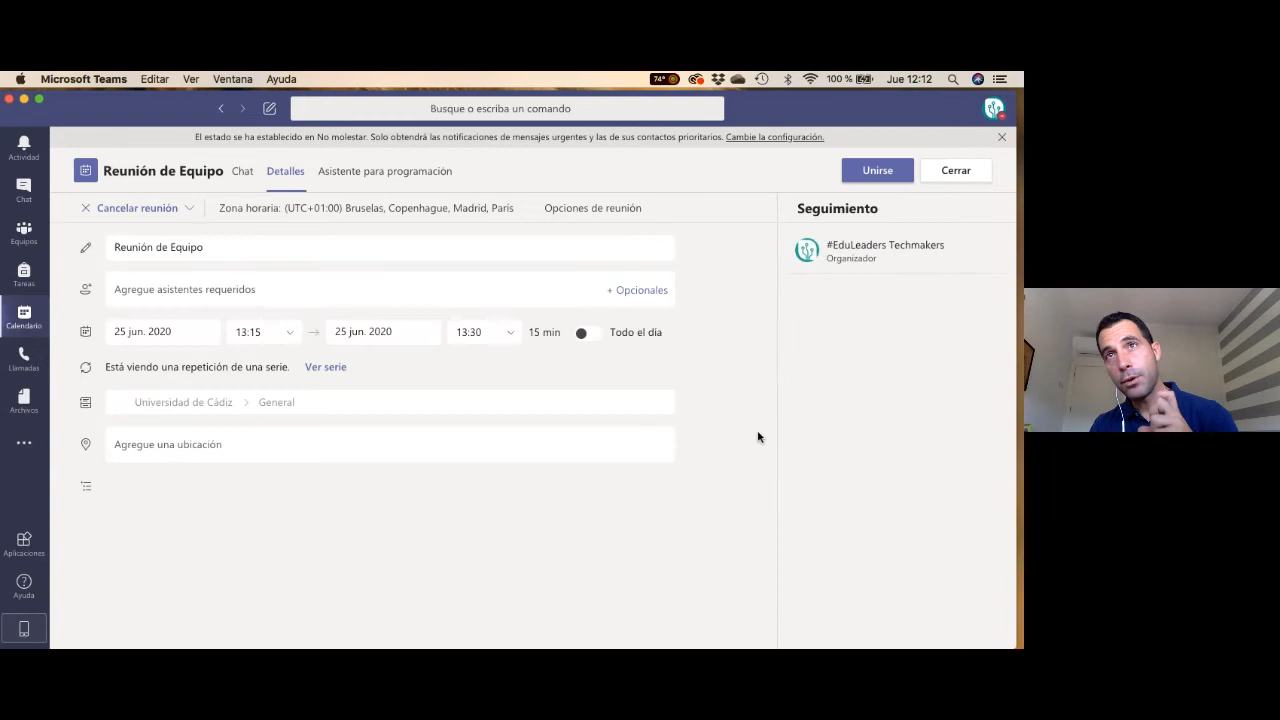 Microsoft Teams Editar Ver Ventana Ayuda 74° 100 % Jue 12:12
Busque o escriba un comando
El estado se ha establecido en No molestar. Solo obtendrá las notificaciones de mensajes urgentes y las de sus contactos prioritarios. Cambie la configuración.
Actividad
Chat
Equipos
Tareas
Calendario
Llamadas
Archivos
Aplicaciones
Ayuda
Reunión de Equipo Chat Detalles Asistente para programación Unirse Cerrar
Cancelar reunión Zona horaria: (UTC+01:00) Bruselas, Copenhague, Madrid, París Opciones de reunión
Reunión de Equipo
Agregue asistentes requeridos + Opcionales
25 jun. 2020 13:15 → 25 jun. 2020 13:30 15 min Todo el día
Está viendo una repetición de una serie. Ver serie
Universidad de Cádiz > General
Agregue una ubicación
Seguimiento
#EduLeaders Techmakers
Organizador